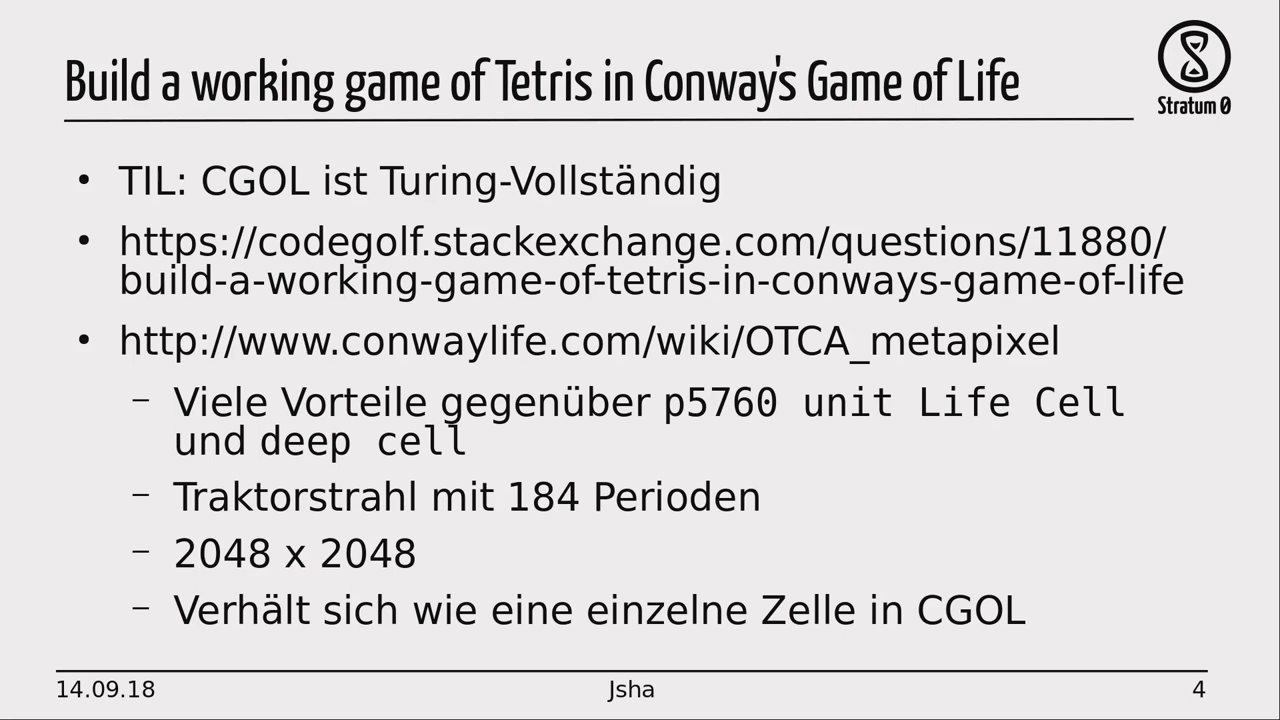 Build a working game of Tetris in Conway's Game of Life
Stratum 0
• TIL: CGOL ist Turing-Vollständig
• https://codegolf.stackexchange.com/questions/11880/
build-a-working-game-of-tetris-in-conways-game-of-life
• http://www.conwaylife.com/wiki/OTCA_metapixel
– Viele Vorteile gegenüber p5760 unit Life Cell
und deep cell
– Traktorstrahl mit 184 Perioden
– 2048 x 2048
– Verhält sich wie eine einzelne Zelle in CGOL
14.09.18
Jsha
4